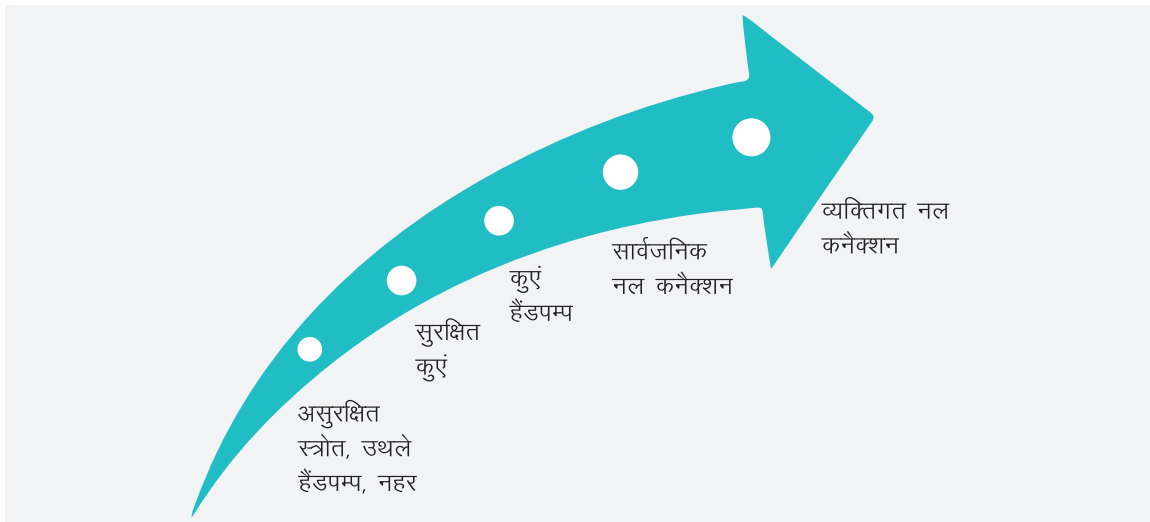 असुरक्षित
स्त्रोत, उथले
हैंडपम्प, नहर
सुरक्षित
कुएं
कुएं
हैंडपम्प
सार्वजनिक
नल कनैक्शन
व्यक्तिगत नल
कनैक्शन